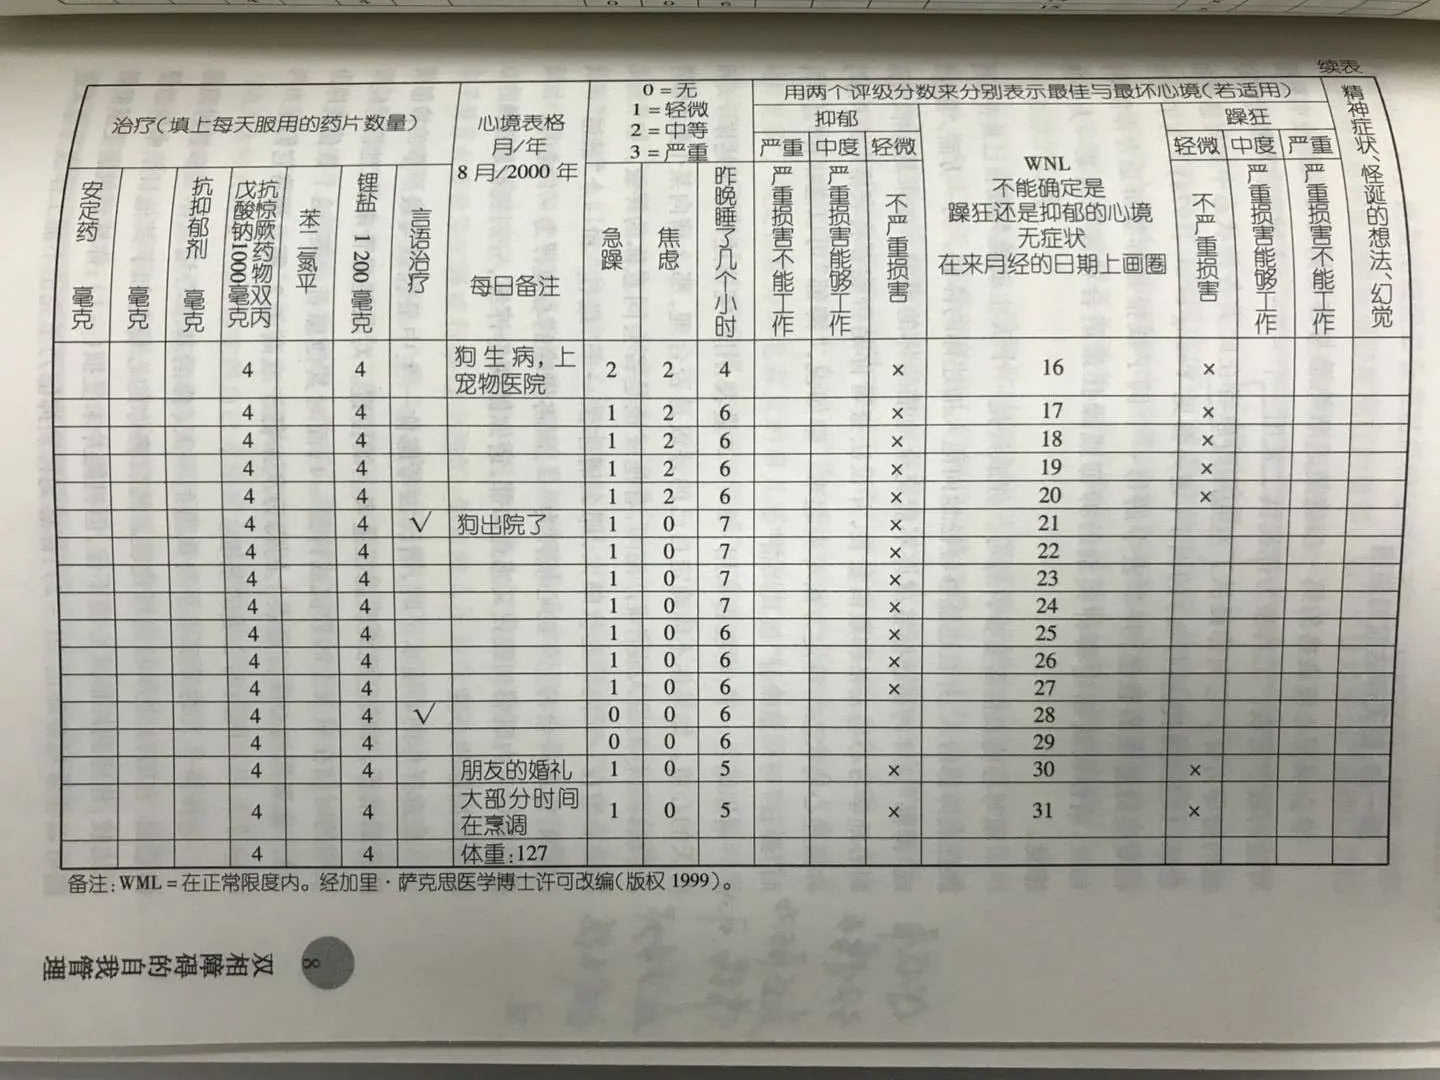 续表
治疗(填上每天服用的药片数量)
心境表格
月/年
8月/2000年
每日备注
0=无
1=轻微
2=中等
3=严重
用两个评级分数来分别表示最佳与最坏心境(若适用)
抑郁
躁狂
严重 中度 轻微
轻微 中度 严重
安定药 毫克
毫克
抗抑郁剂 毫克
抗惊厥药物双丙
戊酸钠1000毫克
苯二氮平
锂盐 1 200 毫克
言语治疗
急躁
焦虑
昨晚睡了几个小时
严重损害不能工作
严重损害能够工作
不严重损害
WNL
不能确定是
躁狂还是抑郁的心境
无症状
在来月经的日期上画圈
不严重损害
严重损害能够工作
严重损害不能工作
精神症状、怪诞的想法、幻觉
4 4 狗生病,上宠物医院 2 2 4 × 16 ×
4 4 1 2 6 × 17 ×
4 4 1 2 6 × 18 ×
4 4 1 2 6 × 19 ×
4 4 1 2 6 × 20 ×
4 4 √ 狗出院了 1 0 7 × 21
4 4 1 0 7 × 22
4 4 1 0 7 × 23
4 4 1 0 7 × 24
4 4 1 0 6 × 25
4 4 1 0 6 × 26
4 4 1 0 6 × 27
4 4 √ 0 0 6 28
4 4 0 0 6 29
4 4 朋友的婚礼 1 0 5 × 30 ×
4 4 大部分时间在烹调 1 0 5 × 31 ×
4 4 体重:127
备注:WML=在正常限度内。经加里·萨克思医学博士许可改编(版权1999)。
8
双相障碍的自我管理